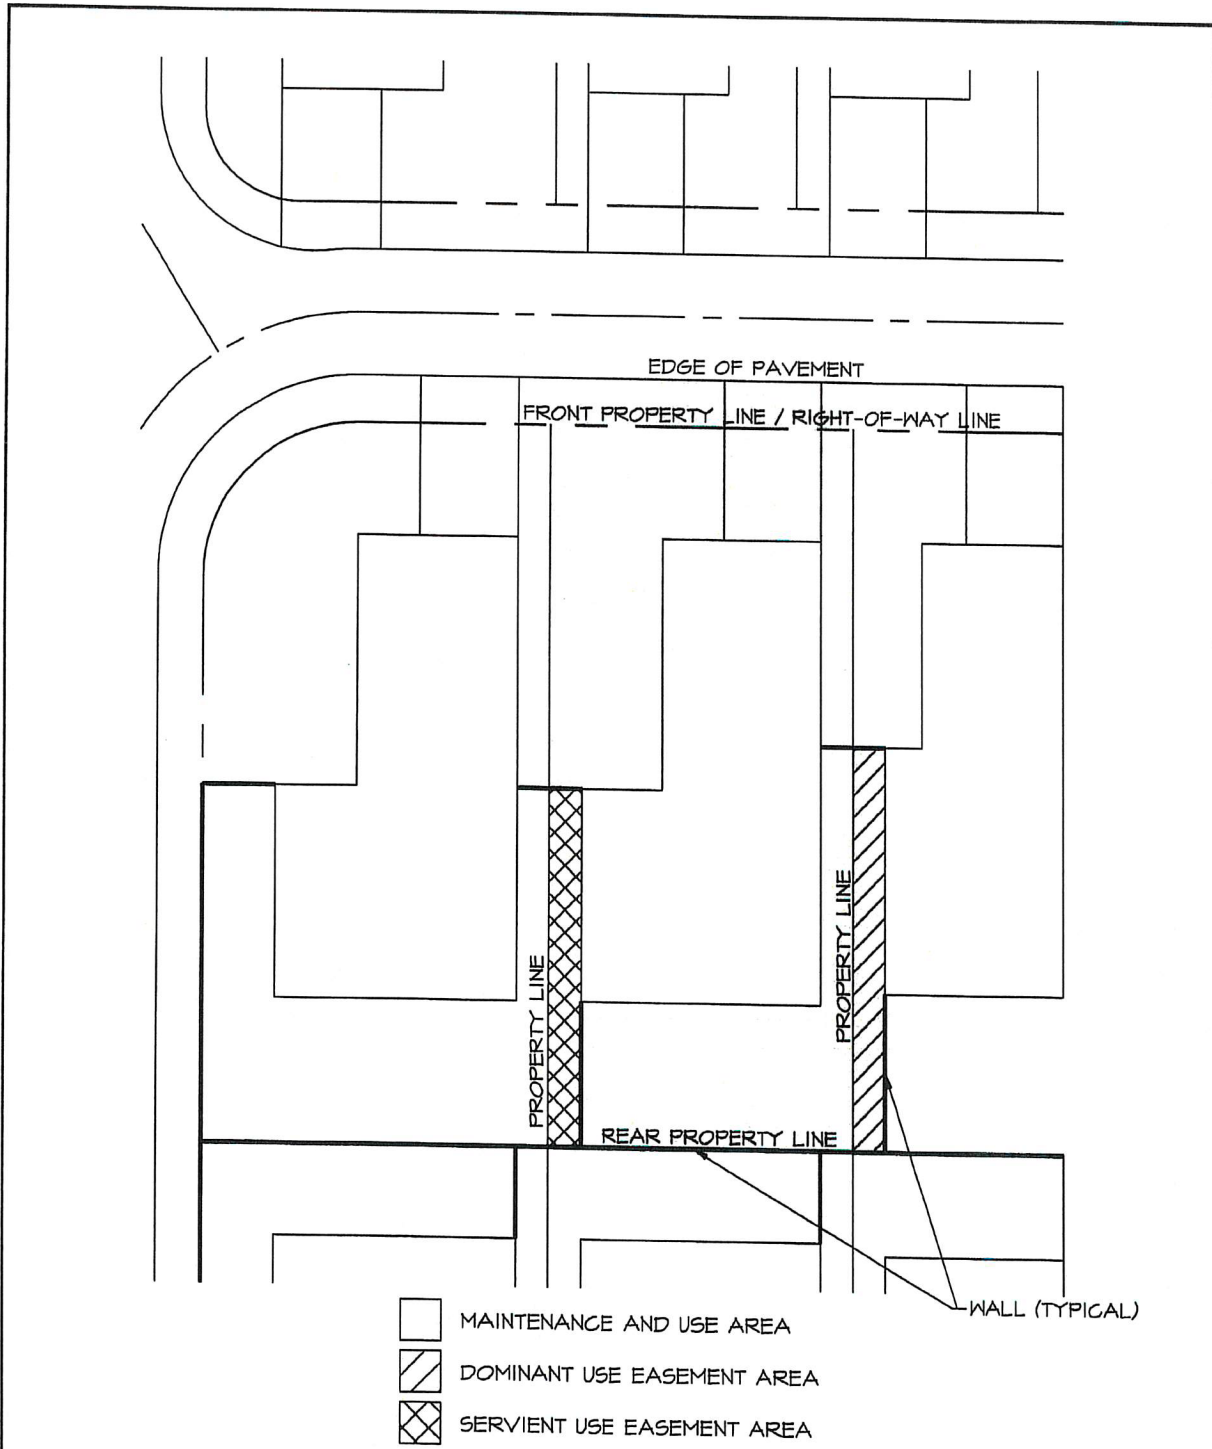 EDGE OF PAVEMENT
FRONT PROPERTY LINE / RIGHT-OF-WAY LINE
PROPERTY LINE
PROPERTY LINE
REAR PROPERTY LINE
WALL (TYPICAL)
MAINTENANCE AND USE AREA
DOMINANT USE EASEMENT AREA
SERVIENT USE EASEMENT AREA